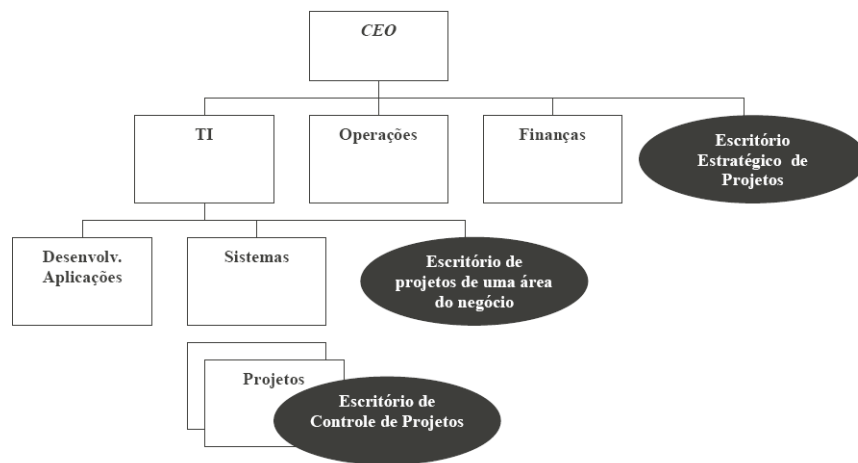 CEO
TI
Operações
Finanças
Escritório
Estratégico de
Projetos
Desenvolv.
Aplicações
Sistemas
Escritório de
projetos de uma área
do negócio
Projetos
Escritório de
Controle de Projetos